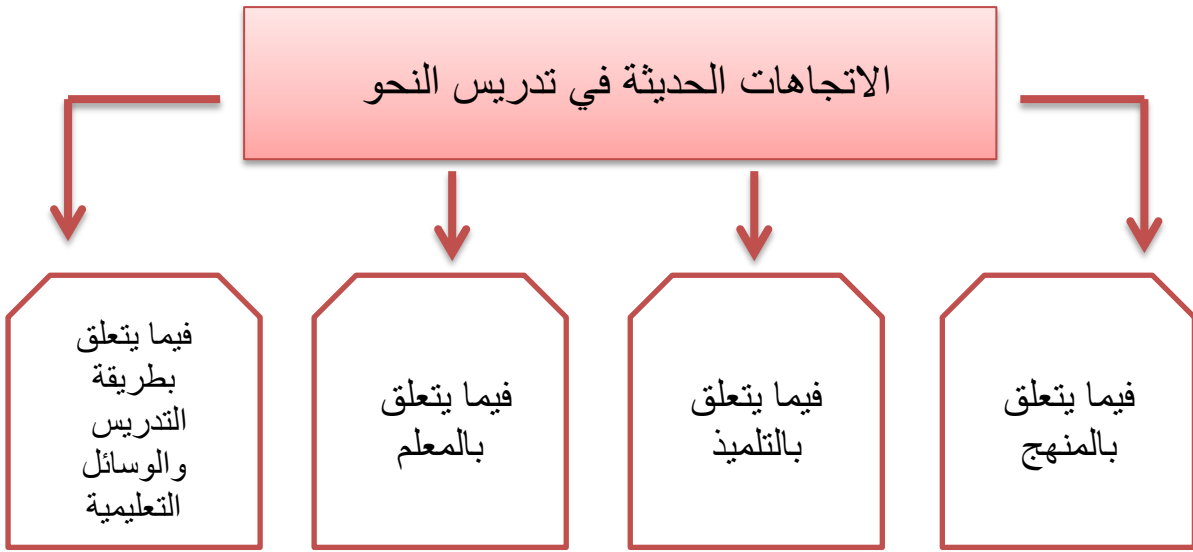 الاتجاهات الحديثة في تدريس النحو
فيما يتعلق
بالمنهج
فيما يتعلق
بالتلميذ
فيما يتعلق
بالمعلم
فيما يتعلق
بطريقة
التدريس
والوسائل
التعليمية